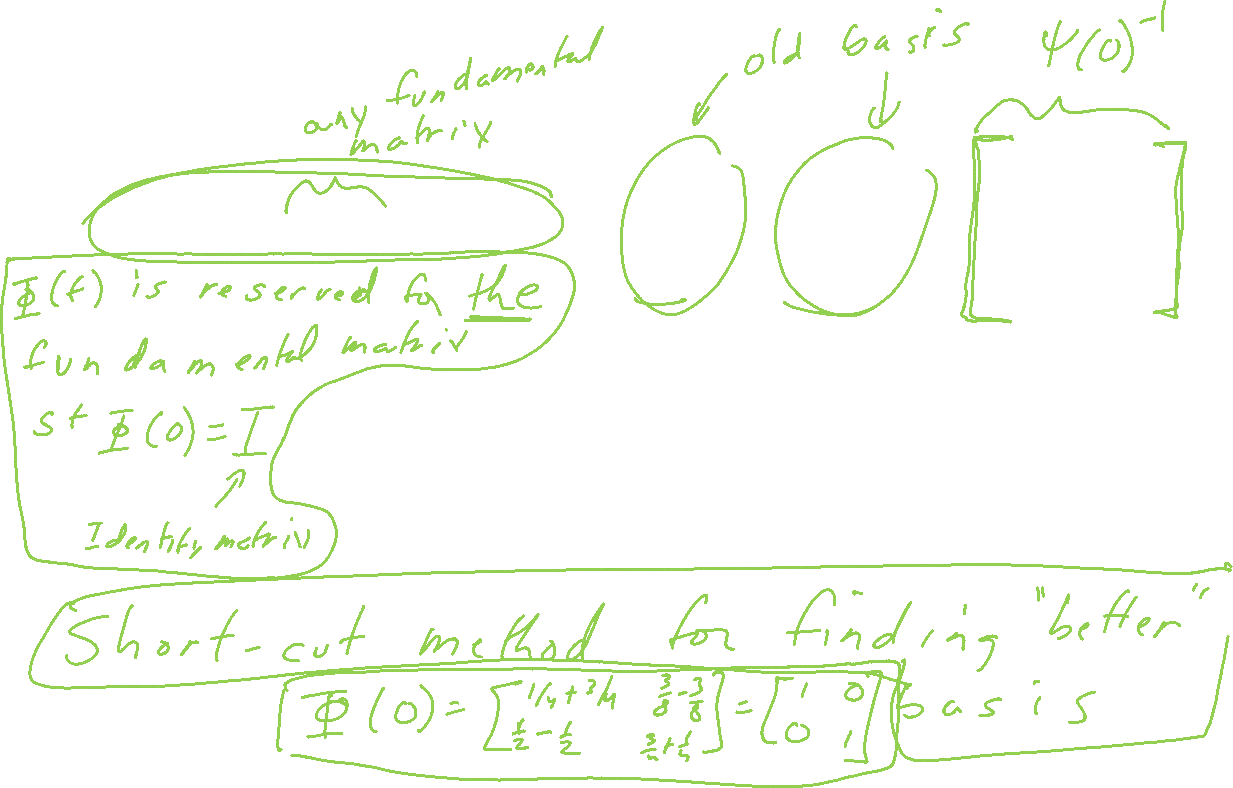 any fundamental
matrix
old basis
Ψ(0)⁻¹
Φ(t) is reserved for the
fundamental matrix
st Φ(0) = I
Identity matrix
Short-cut method for finding "better"
basis
Φ(0) = [1/4+3/4 3/8-3/8; 1/2-1/2 3/4+1/4] = [1 0; 0 1]